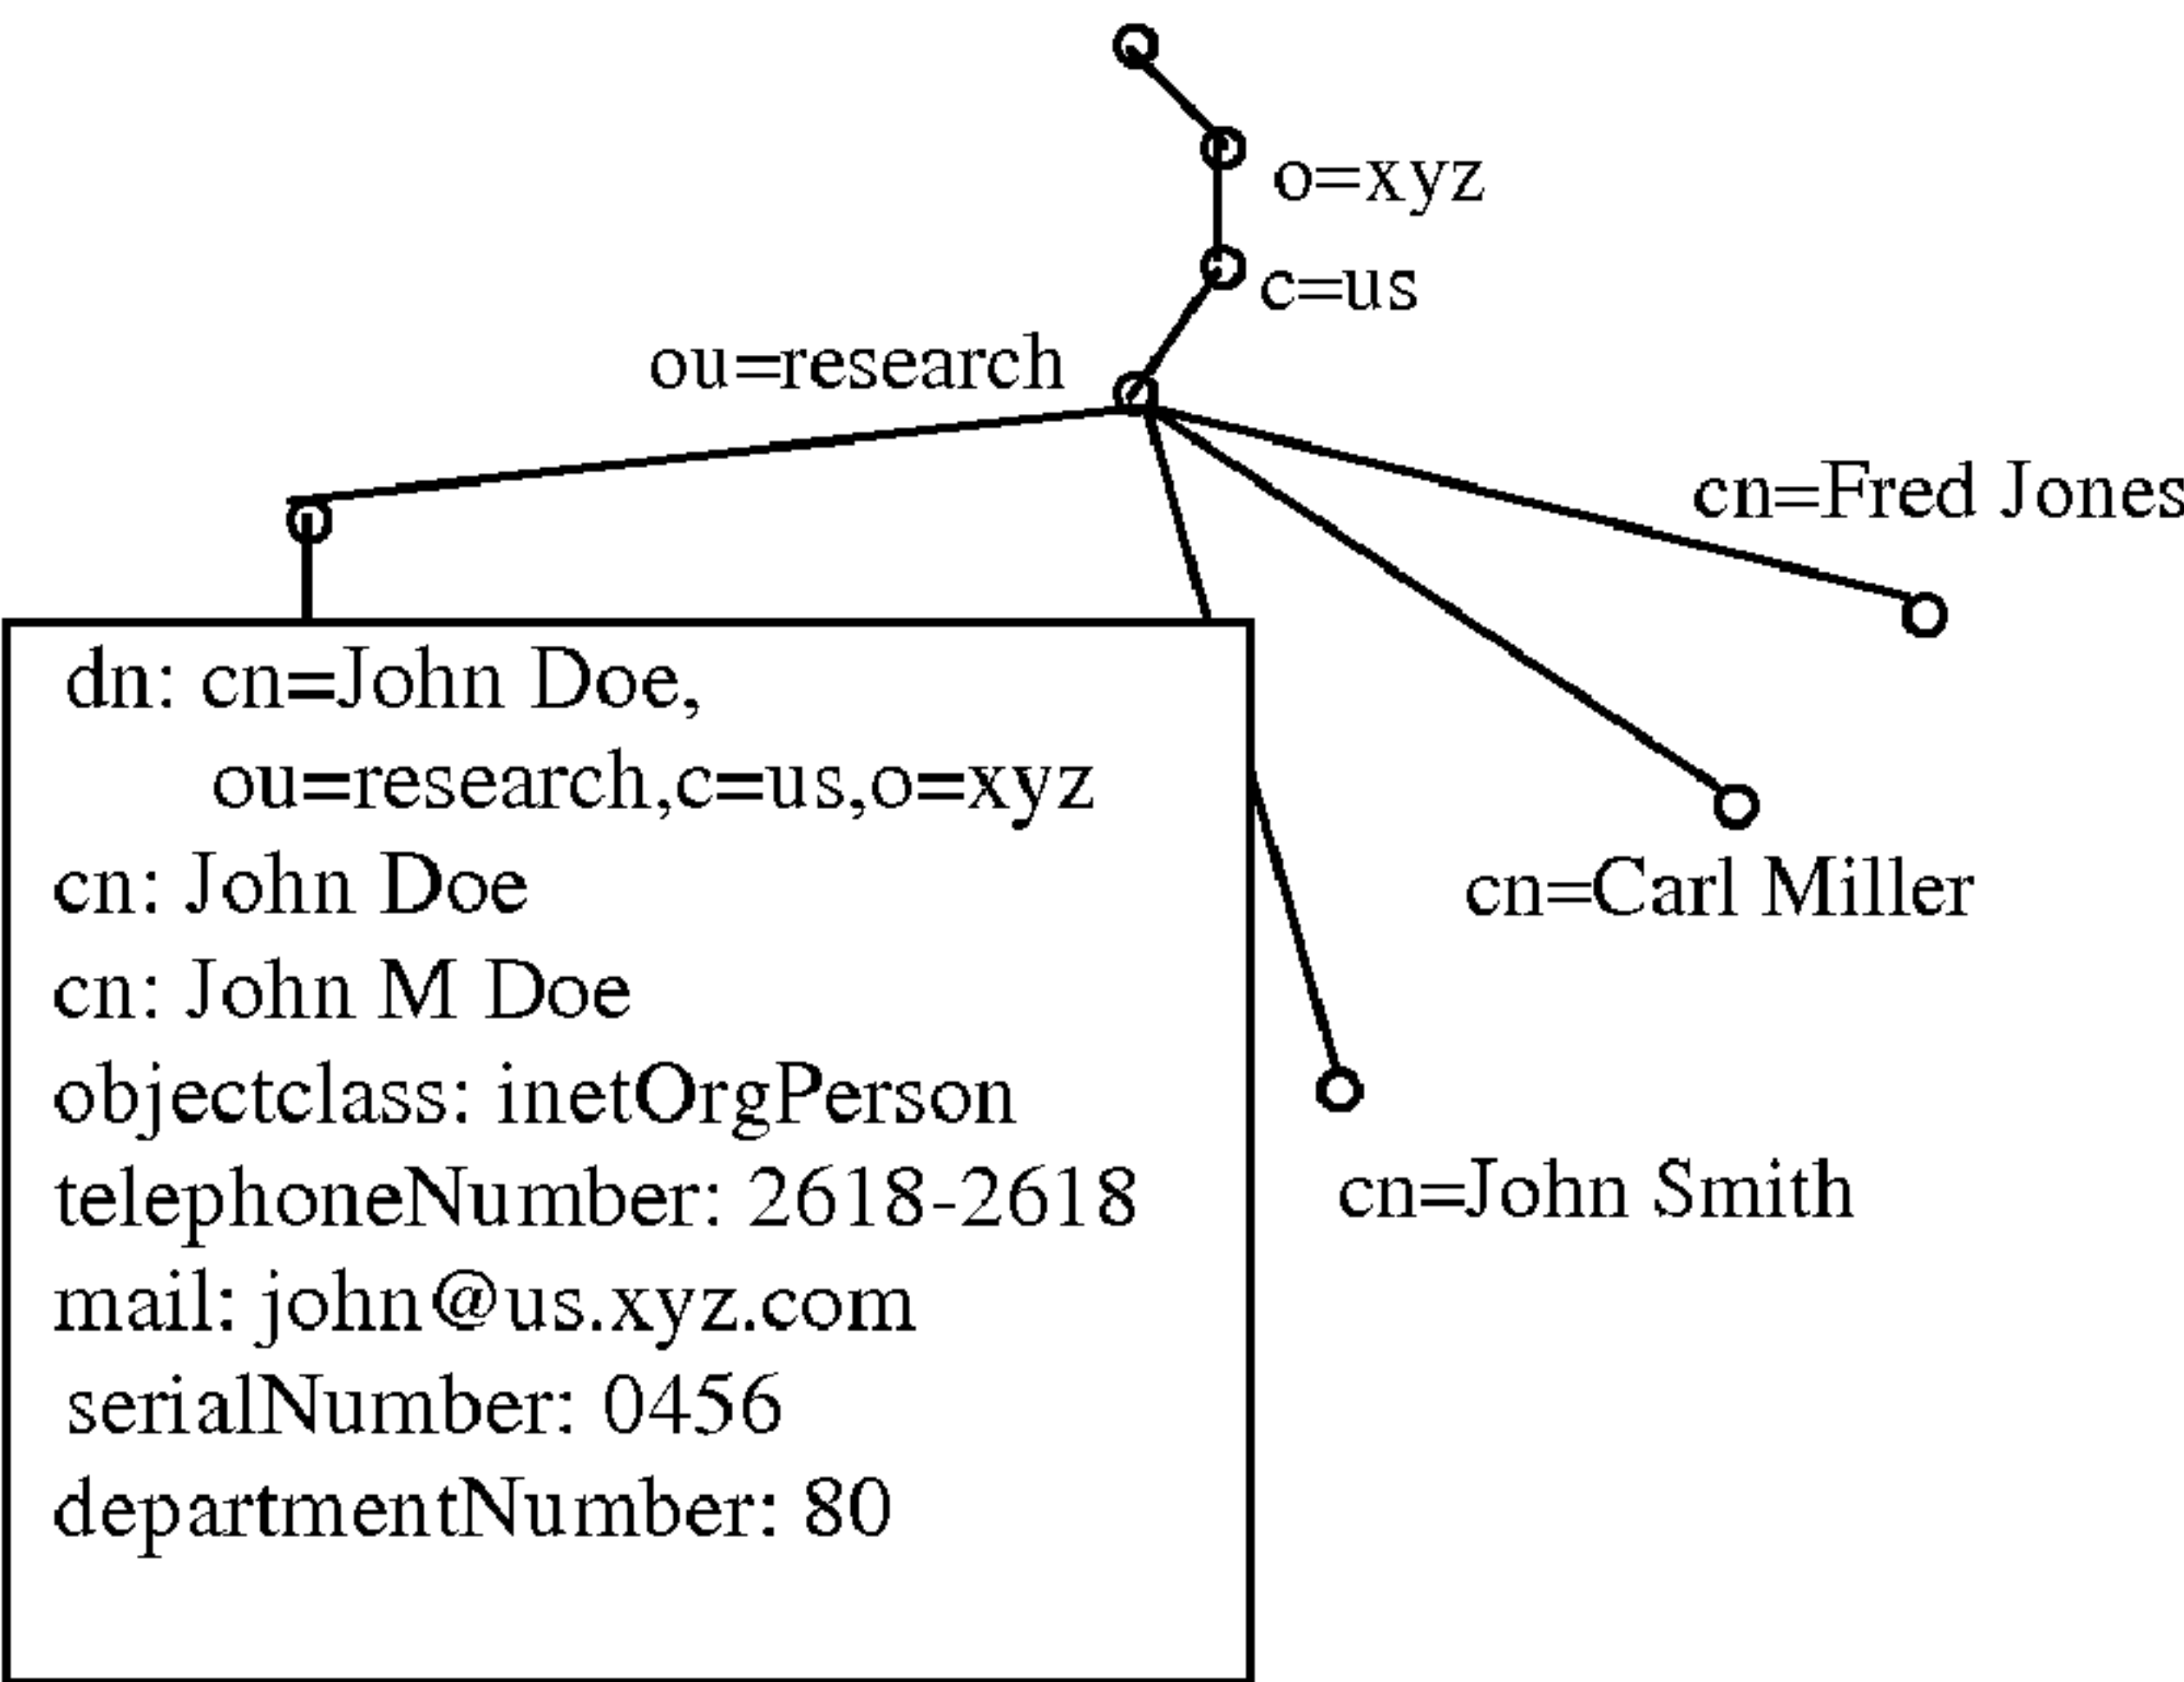 o=xyz
c=us
ou=research
cn=Fred Jones
dn: cn=John Doe,
ou=research,c=us,o=xyz
cn: John Doe
cn: John M Doe
objectclass: inetOrgPerson
telephoneNumber: 2618-2618
mail: john@us.xyz.com
serialNumber: 0456
departmentNumber: 80
cn=Carl Miller
cn=John Smith